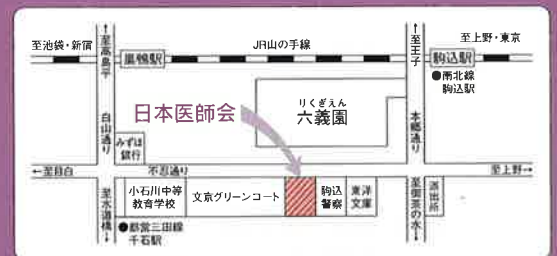 至池袋・新宿
←至高島平
巣鴨駅
JR山の手線
至王子→
駒込駅
至上野・東京
●南北線
駒込駅
白山通り
日本医師会
りくぎえん
六義園
本郷通り
みずほ
銀行
←至目白
不忍通り
至上野→
至水道橋→
小石川中等
教育学校
文京グリーンコート
駒込
警察
東洋
文庫
至御茶の水→
派出所
●都営三田線
千石駅